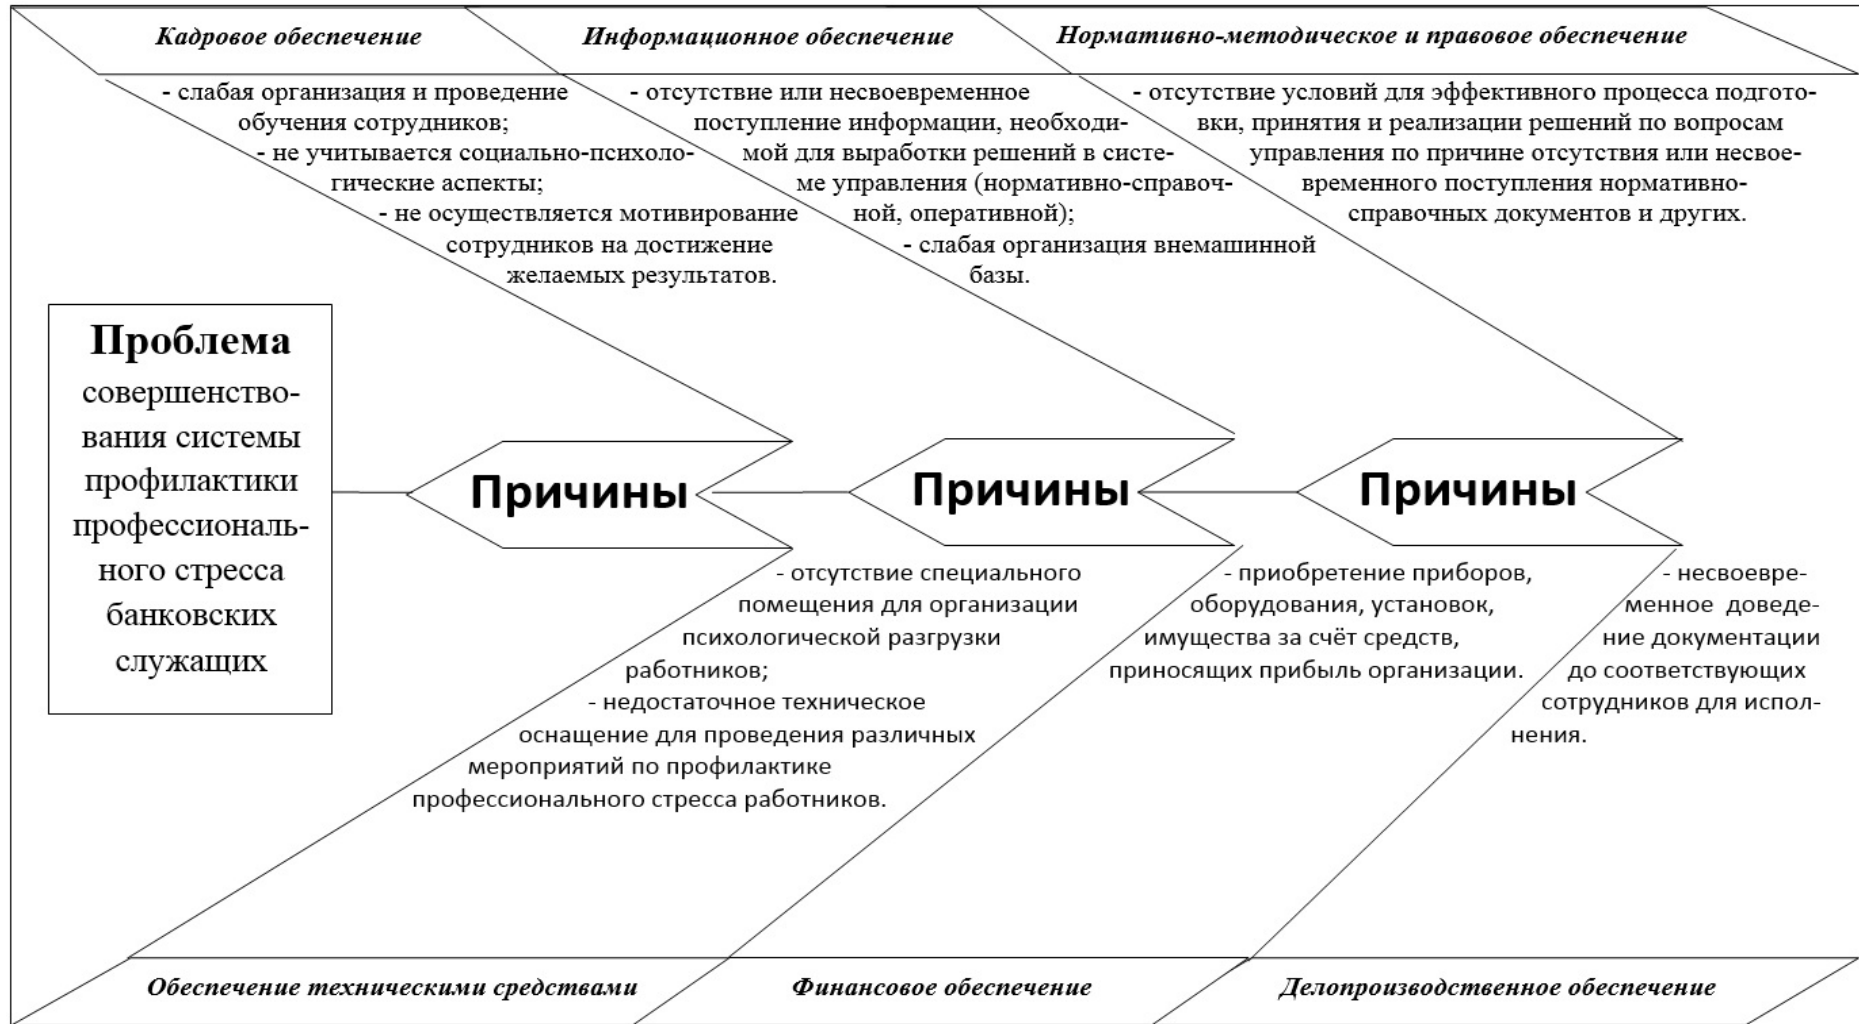 Кадровое обеспечение
Информационное обеспечение
Нормативно-методическое и правовое обеспечение
- слабая организация и проведение
обучения сотрудников;
- не учитывается социально-психоло-
гические аспекты;
- не осуществляется мотивирование
сотрудников на достижение
желаемых результатов.
- отсутствие или несвоевременное
поступление информации, необходи-
мой для выработки решений в систе-
ме управления (нормативно-справоч-
ной, оперативной);
- слабая организация внемашинной
базы.
- отсутствие условий для эффективного процесса подгото-
вки, принятия и реализации решений по вопросам
управления по причине отсутствия или несвое-
временного поступления нормативно-
справочных документов и других.
Проблема
совершенство-
вания системы
профилактики
профессиональ-
ного стресса
банковских
служащих
Причины
Причины
Причины
- отсутствие специального
помещения для организации
психологической разгрузки
работников;
- недостаточное техническое
оснащение для проведения различных
мероприятий по профилактике
профессионального стресса работников.
- приобретение приборов,
оборудования, установок,
имущества за счёт средств,
приносящих прибыль организации.
- несвоевре-
менное доведе-
ние документации
до соответствующих
сотрудников для испол-
нения.
Обеспечение техническими средствами
Финансовое обеспечение
Делопроизводственное обеспечение